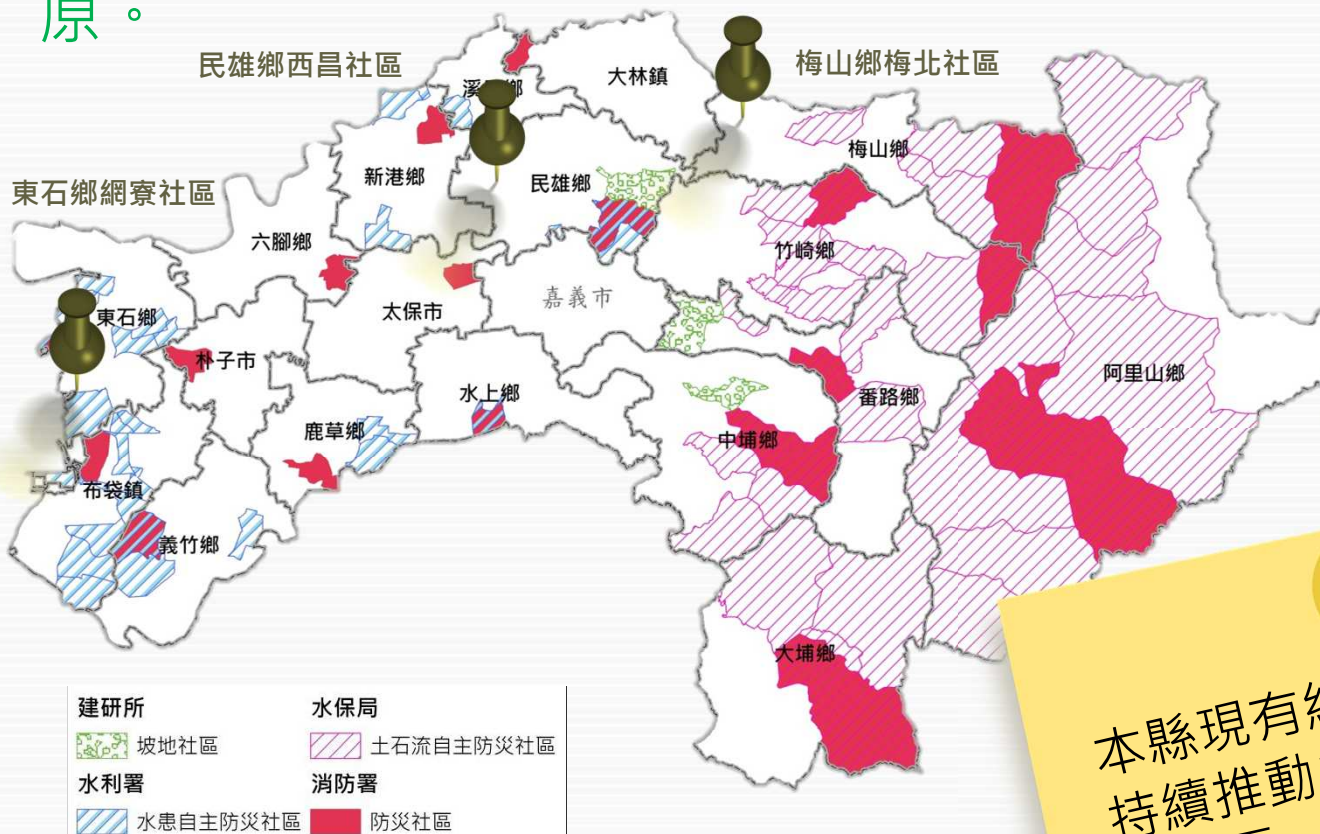 原。
民雄鄉西昌社區
梅山鄉梅北社區
大林鎮
梅山鄉
新港鄉
民雄鄉
東石鄉網寮社區
六腳鄉
竹崎鄉
嘉義市
東石鄉
太保市
朴子市
阿里山鄉
水上鄉
番路鄉
鹿草鄉
中埔鄉
布袋鎮
義竹鄉
大埔鄉
建研所
水保局
坡地社區
土石流自主防災社區
水利署
消防署
水患自主防災社區
防災社區
本縣現有
持續推動